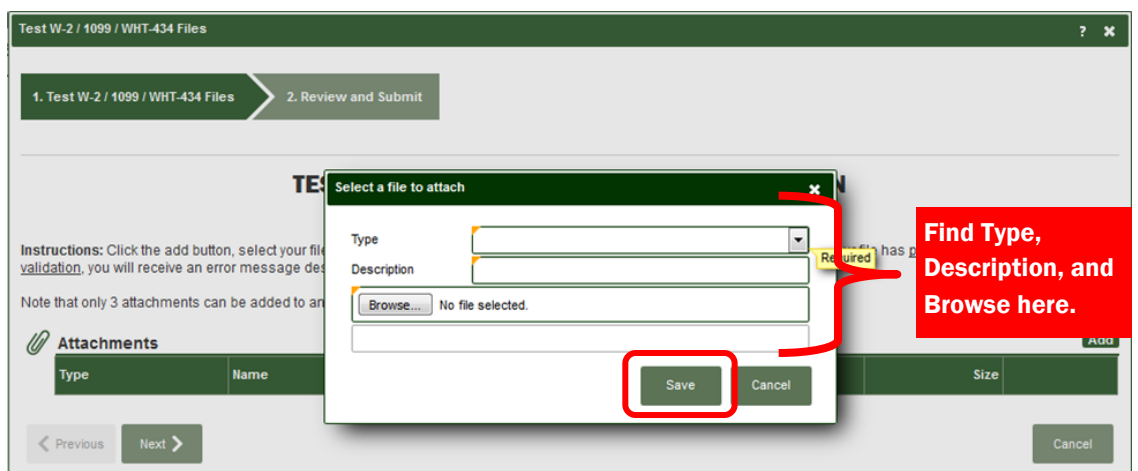 Test W-2 / 1099 / WHT-434 Files ? ✖
1. Test W-2 / 1099 / WHT-434 Files 2. Review and Submit
TES N
Select a file to attach ✖
Type
Required
Description
Browse... No file selected.
Save Cancel
Instructions: Click the add button, select your file has
validation, you will receive an error message des
Note that only 3 attachments can be added to an
Find Type,
Description, and
Browse here.
Attachments Add
Type Name Size
Previous Next Cancel